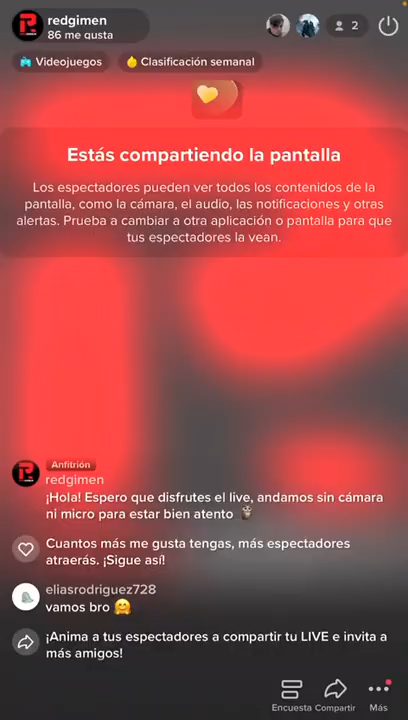 redgimen
86 me gusta
2
Videojuegos
Clasificación semanal
Estás compartiendo la pantalla
Los espectadores pueden ver todos los contenidos de la
pantalla, como la cámara, el audio, las notificaciones y otras
alertas. Prueba a cambiar a otra aplicación o pantalla para que
tus espectadores la vean.
Anfitrión
redgimen
¡Hola! Espero que disfrutes el live, andamos sin cámara
ni micro para estar bien atento
Cuantos más me gusta tengas, más espectadores
atraerás. ¡Sigue así!
eliasrodriguez728
vamos bro 🤗
¡Anima a tus espectadores a compartir tu LIVE e invita a
más amigos!
Encuesta Compartir Más